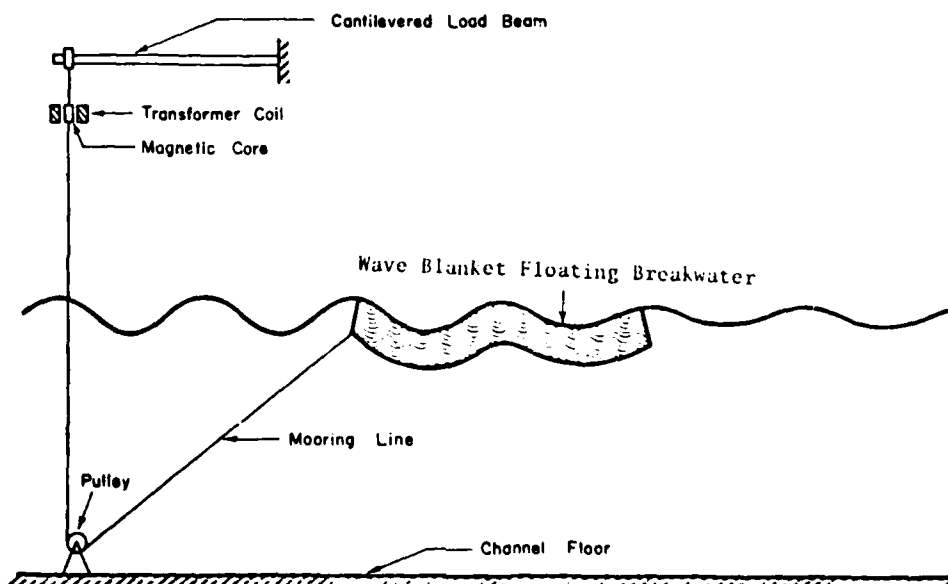 Cantilevered Load Beam
Transformer Coil
Magnetic Core
Wave Blanket Floating Breakwater
Mooring Line
Pulley
Channel Floor